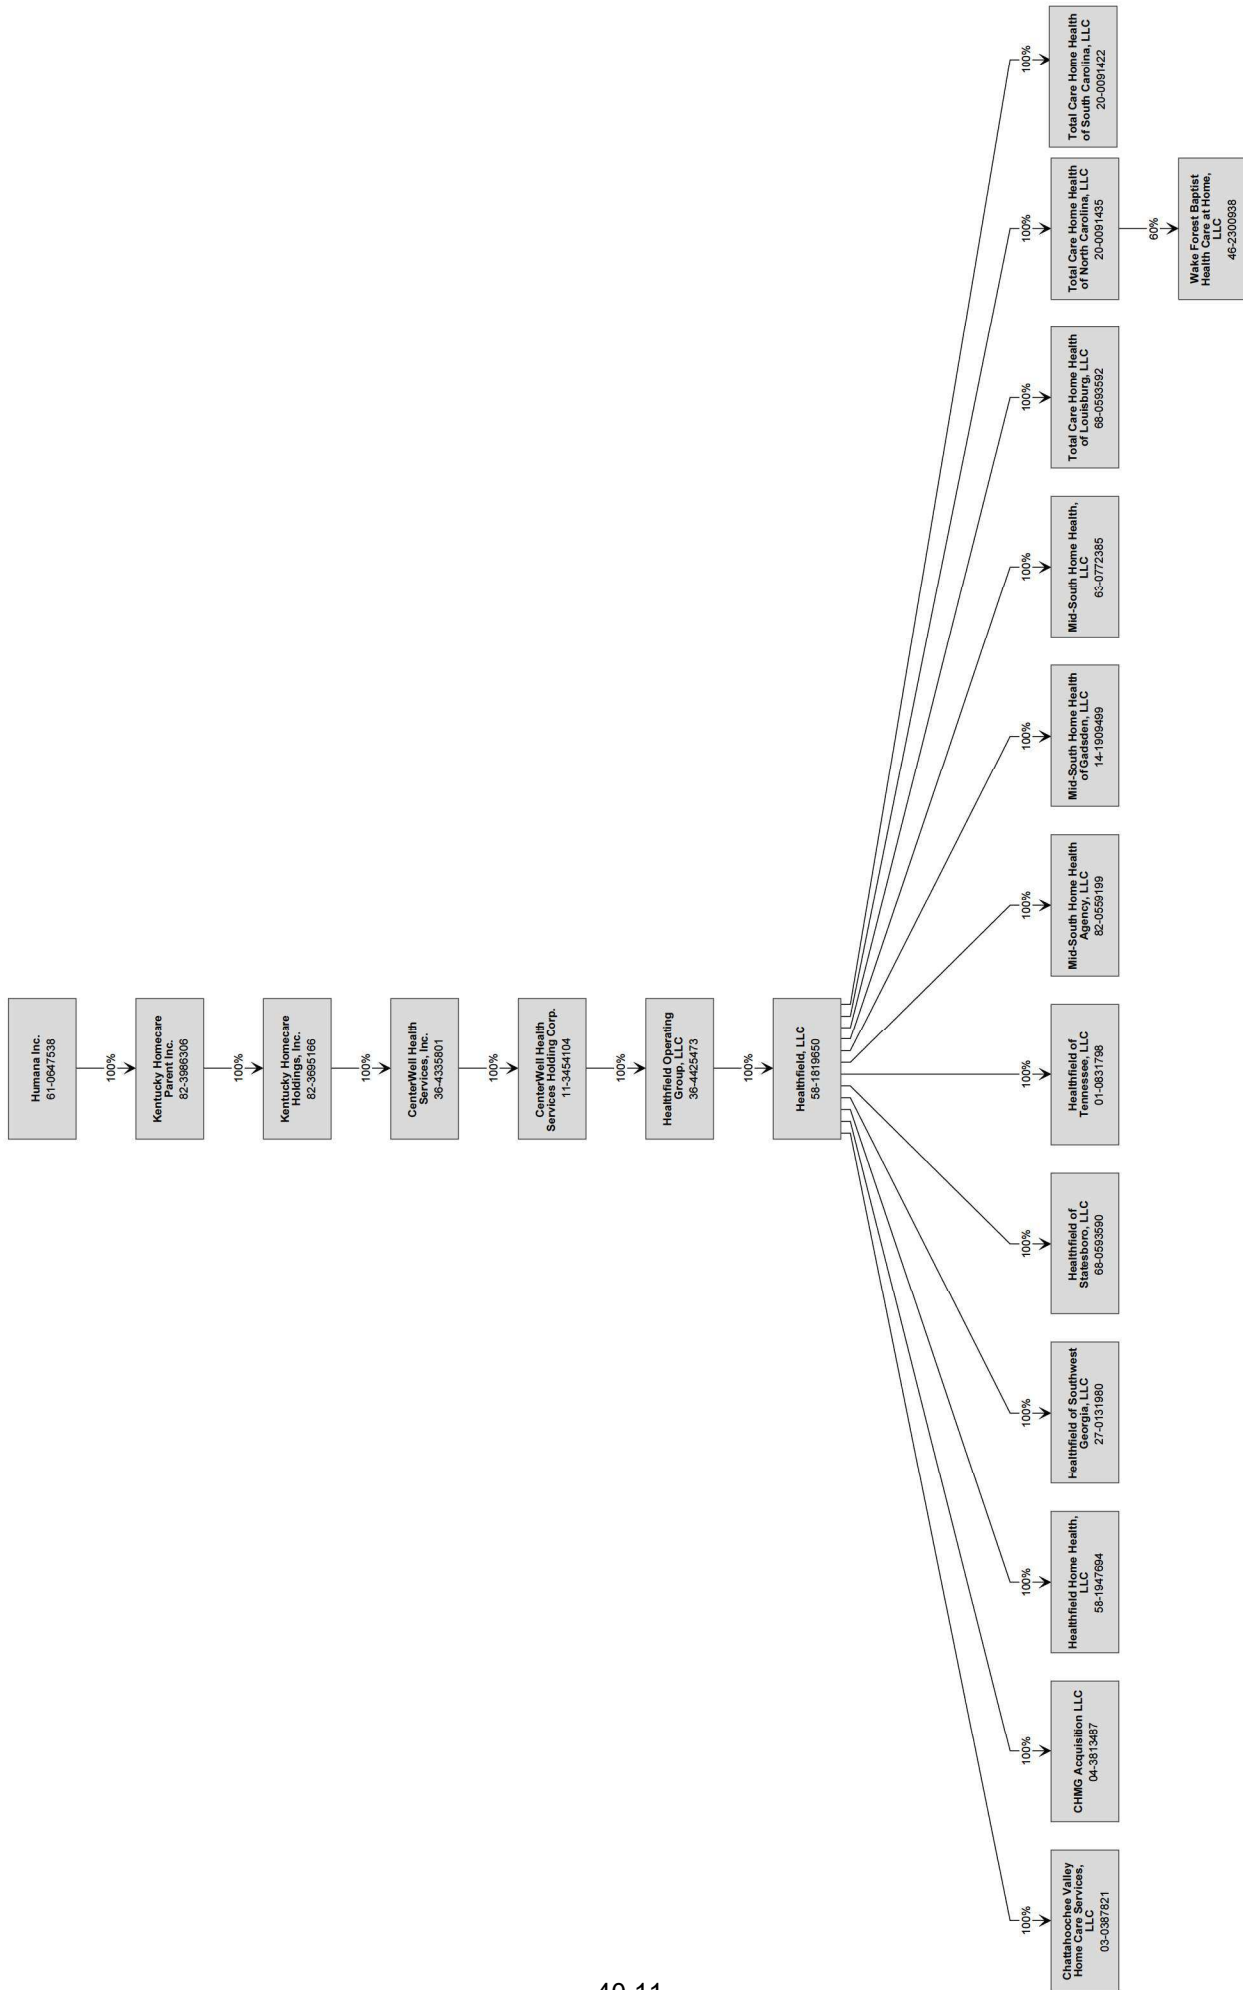 Humana Inc.
61-0647538
100%
Kentucky Homecare
Parent Inc.
82-3986306
100%
Kentucky Homecare
Holdings, Inc.
82-3695166
100%
CenterWell Health
Services, Inc.
36-4335801
100%
CenterWell Health
Services Holding Corp.
11-3454104
100%
Healthfield Operating
Group, LLC
36-4425473
100%
Healthfield, LLC
58-1819650
100%
Chattahoochee Valley
Home Care Services,
LLC
03-0387821
100%
CHMG Acquisition LLC
04-3813487
100%
Healthfield Home Health,
LLC
58-1947694
100%
Healthfield of Southwest
Georgia, LLC
27-0131980
100%
Healthfield of
Statesboro, LLC
68-0593590
100%
Healthfield of
Tennessee, LLC
01-0831798
100%
Mid-South Home Health
Agency, LLC
82-0559199
100%
Mid-South Home Health
of Gadsden, LLC
14-1909499
100%
Mid-South Home Health,
LLC
63-0772385
100%
Total Care Home Health
of Louisburg, LLC
68-0593592
100%
Total Care Home Health
of North Carolina, LLC
20-0091435
60%
Wake Forest Baptist
Health Care at Home,
LLC
46-2300938
100%
Total Care Home Health
of South Carolina, LLC
20-0091422